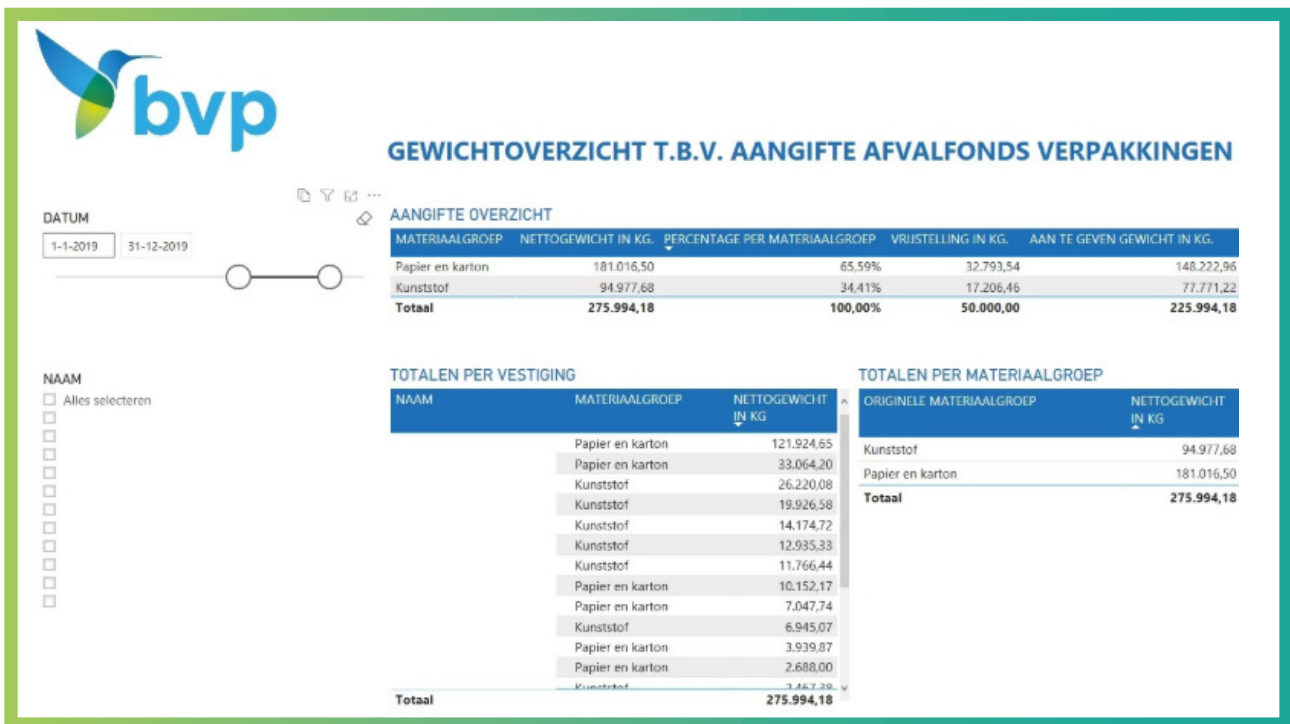 bvp
GEWICHTOVERZICHT T.B.V. AANGIFTE AFVALFONDS VERPAKKINGEN
DATUM
1-1-2019 31-12-2019
AANGIFTE OVERZICHT
MATERIAALGROEP NETTOGEWICHT IN KG. PERCENTAGE PER MATERIAALGROEP VRIJSTELLING IN KG. AAN TE GEVEN GEWICHT IN KG.
Papier en karton 181.016,50 65,59% 32.793,54 148.222,96
Kunststof 94.977,68 34,41% 17.206,46 77.771,22
Totaal 275.994,18 100,00% 50.000,00 225.994,18
NAAM
Alles selecteren
TOTALEN PER VESTIGING
NAAM MATERIAALGROEP NETTOGEWICHT
IN KG
Papier en karton 121.924,65
Papier en karton 33.064,20
Kunststof 26.220,08
Kunststof 19.926,58
Kunststof 14.174,72
Kunststof 12.935,33
Kunststof 11.766,44
Papier en karton 10.152,17
Papier en karton 7.047,74
Kunststof 6.945,07
Papier en karton 3.939,87
Papier en karton 2.688,00
Kunststof
Totaal 275.994,18
TOTALEN PER MATERIAALGROEP
ORIGINELE MATERIAALGROEP NETTOGEWICHT
IN KG
Kunststof 94.977,68
Papier en karton 181.016,50
Totaal 275.994,18